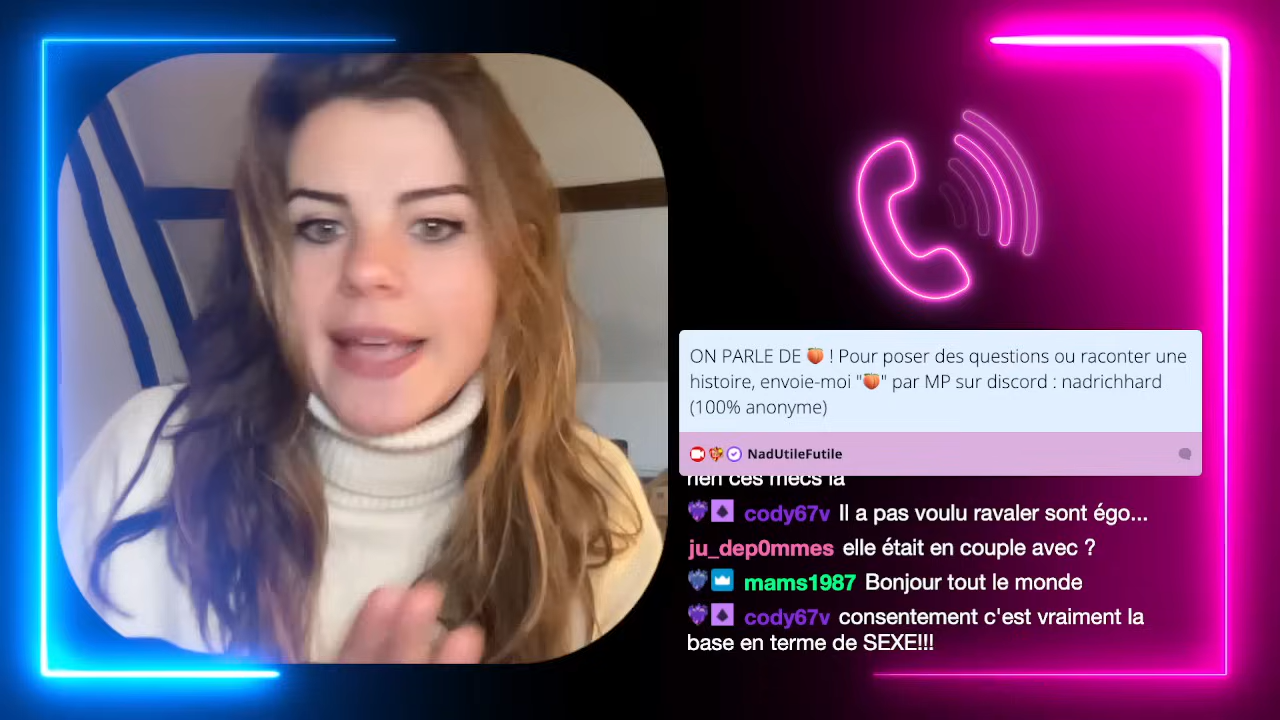 ON PARLE DE 🍑 ! Pour poser des questions ou raconter une
histoire, envoie-moi "🍑" par MP sur discord : nadrichhard
(100% anonyme)
NadUtileFutile
rien ces mecs la
cody67v Il a pas voulu ravaler sont égo...
ju_dep0mmes elle était en couple avec ?
mams1987 Bonjour tout le monde
cody67v consentement c'est vraiment la
base en terme de SEXE!!!